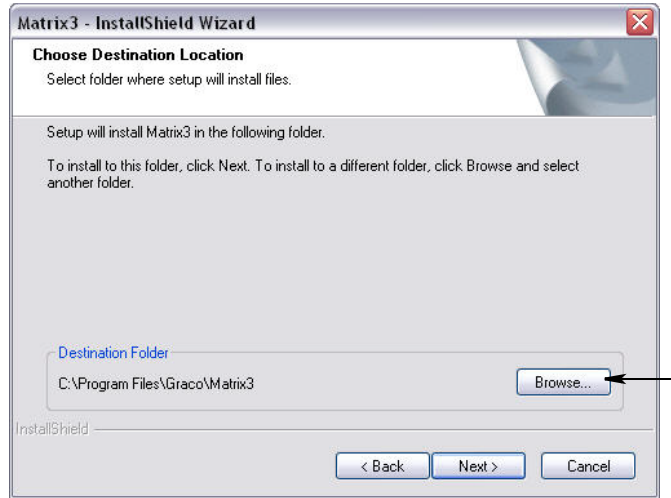 Matrix3 - InstallShield Wizard
Choose Destination Location
Select folder where setup will install files.
Setup will install Matrix3 in the following folder.
To install to this folder, click Next. To install to a different folder, click Browse and select
another folder.
Destination Folder
C:\Program Files\Graco\Matrix3
Browse...
InstallShield
< Back
Next >
Cancel